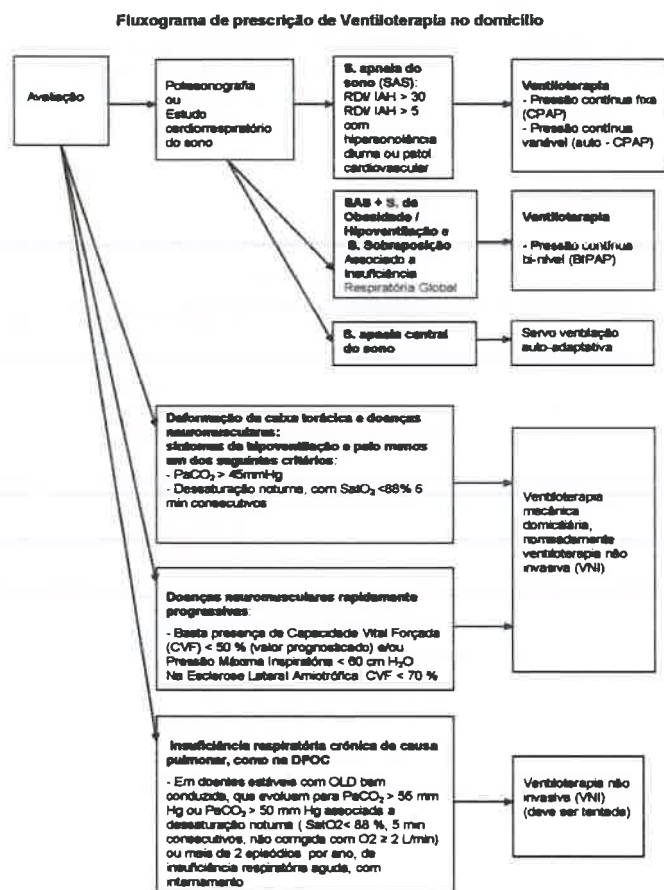 Fluxograma de prescrição de Ventiloterapia no domicílio
Avaliação
Polissonografia
ou
Estudo
cardiorrespiratório
do sono
S. apneia do
sono (SAS):
RDI/ IAH > 30
RDI/ IAH > 5
com
hipersonolência
diurna ou patol
cardiovascular
Ventiloterapia
- Pressão contínua fixa
(CPAP)
- Pressão contínua
variável (auto - CPAP)
SAS + S. de
Obesidade /
Hipoventilação e
S. Sobreposição
Associado a
Insuficiência
Respiratória Global
Ventiloterapia
- Pressão contínua
bi-nível (BIPAP)
S. apneia central
do sono
Servo ventilação
auto-adaptativa
Deformação da caixa torácica e doenças
neuromusculares:
sintomas de hipoventilação e pelo menos
um dos seguintes critérios:
- PaCO₂ > 45mmHg
- Dessaturação noturna, com SatO₂ <88% 5
min consecutivos
Ventiloterapia
mecânica
domiciliária,
nomeadamente
ventiloterapia não
invasiva (VNI)
Doenças neuromusculares rapidamente
progressivas:
- Basta presença de Capacidade Vital Forçada
(CVF) < 50 % (valor prognosticado) e/ou
Pressão Máxima Inspiratória < 60 cm H₂O
Na Esclerose Lateral Amiotrófica: CVF < 70 %
Insuficiência respiratória crónica de causa
pulmonar, como na DPOC
- Em doentes estáveis com OLD bem
conduzida, que evoluem para PaCO₂ > 55 mm
Hg ou PaCO₂ > 50 mm Hg associada a
dessaturação noturna ( SatO2< 88 %, 5 min
consecutivos, não corrigida com O2 ≥ 2 L/min)
ou mais de 2 episódios por ano, de
insuficiência respiratória aguda, com
internamento
Ventiloterapia não
invasiva (VNI)
(deve ser tentada)